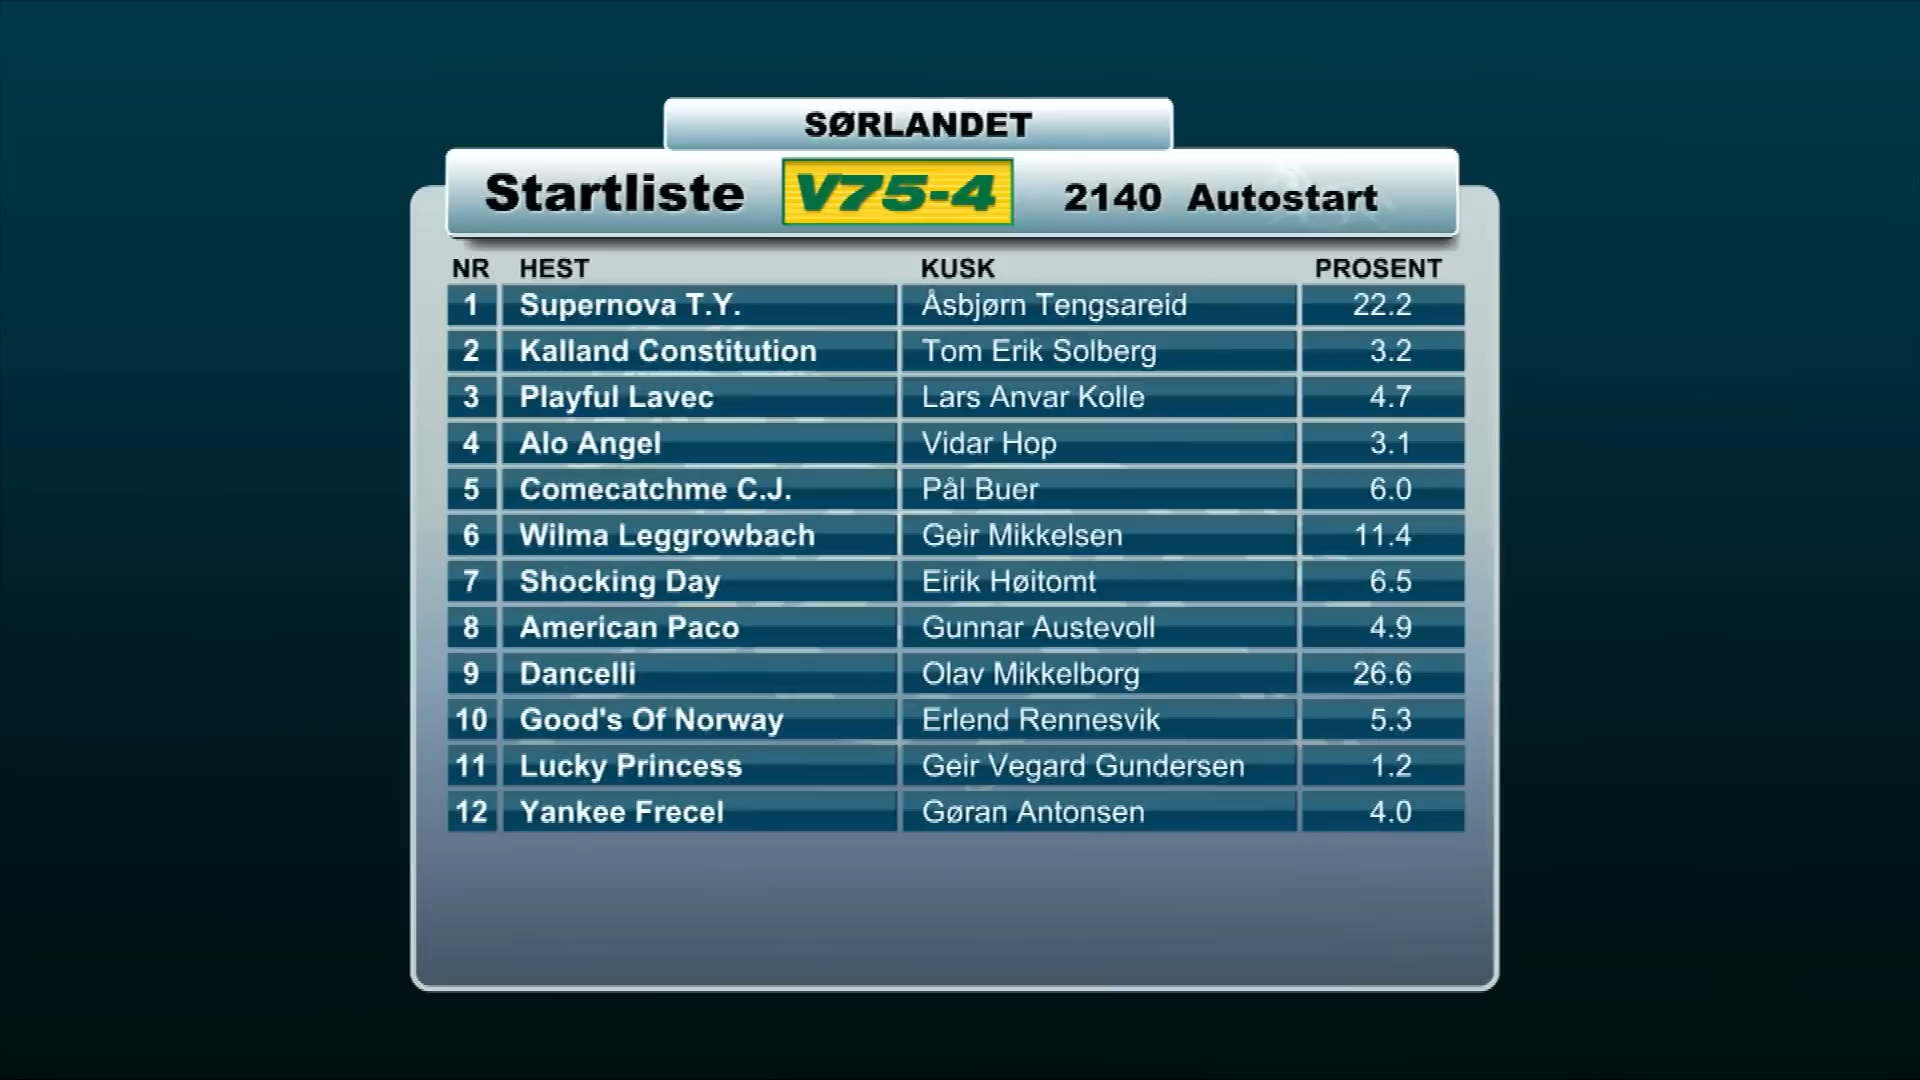 SØRLANDET
Startliste V75-4 2140 Autostart
NR HEST KUSK PROSENT
1 Supernova T.Y. Åsbjørn Tengsareid 22.2
2 Kalland Constitution Tom Erik Solberg 3.2
3 Playful Lavec Lars Anvar Kolle 4.7
4 Alo Angel Vidar Hop 3.1
5 Comecatchme C.J. Pål Buer 6.0
6 Wilma Leggrowbach Geir Mikkelsen 11.4
7 Shocking Day Eirik Høitomt 6.5
8 American Paco Gunnar Austevoll 4.9
9 Dancelli Olav Mikkelborg 26.6
10 Good's Of Norway Erlend Rennesvik 5.3
11 Lucky Princess Geir Vegard Gundersen 1.2
12 Yankee Frecel Gøran Antonsen 4.0